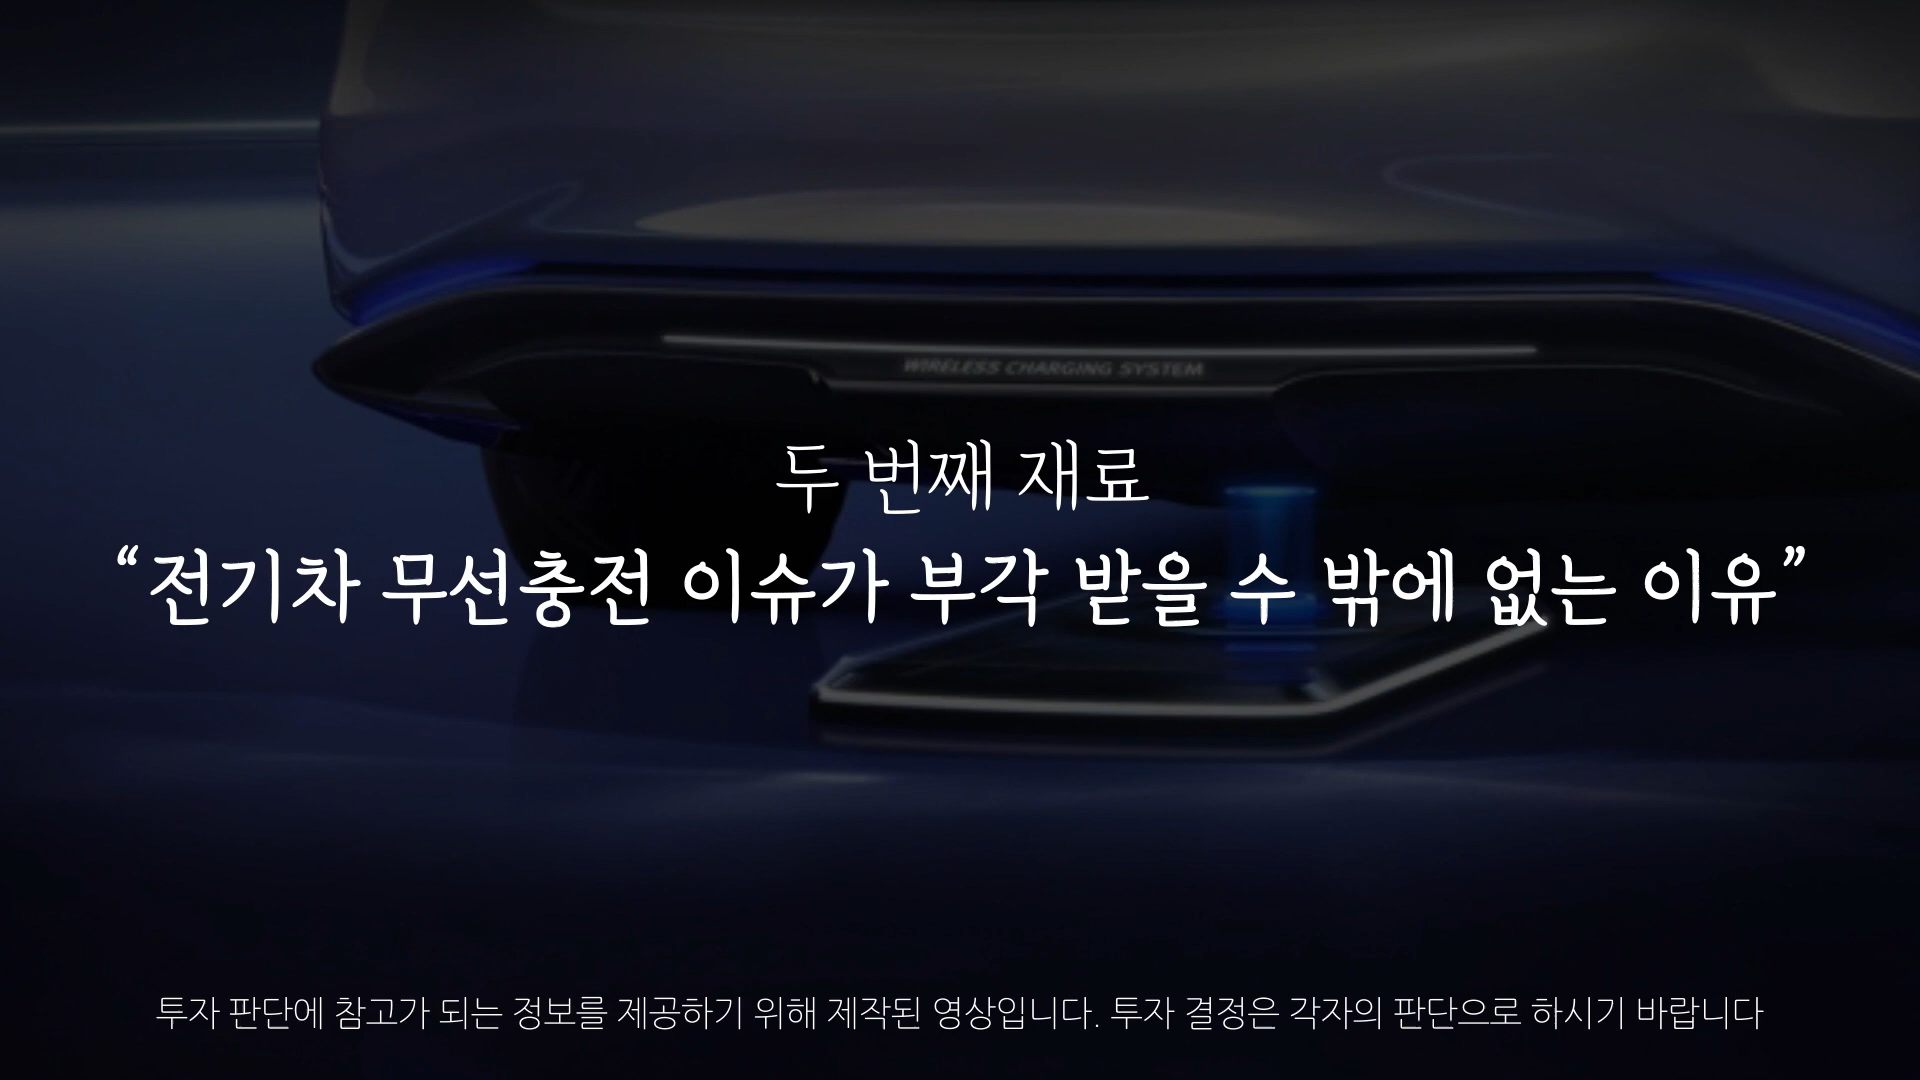 WIRELESS CHARGING SYSTEM
두 번째 재료
“전기차 무선충전 이슈가 부각 받을 수 밖에 없는 이유”
투자 판단에 참고가 되는 정보를 제공하기 위해 제작된 영상입니다. 투자 결정은 각자의 판단으로 하시기 바랍니다